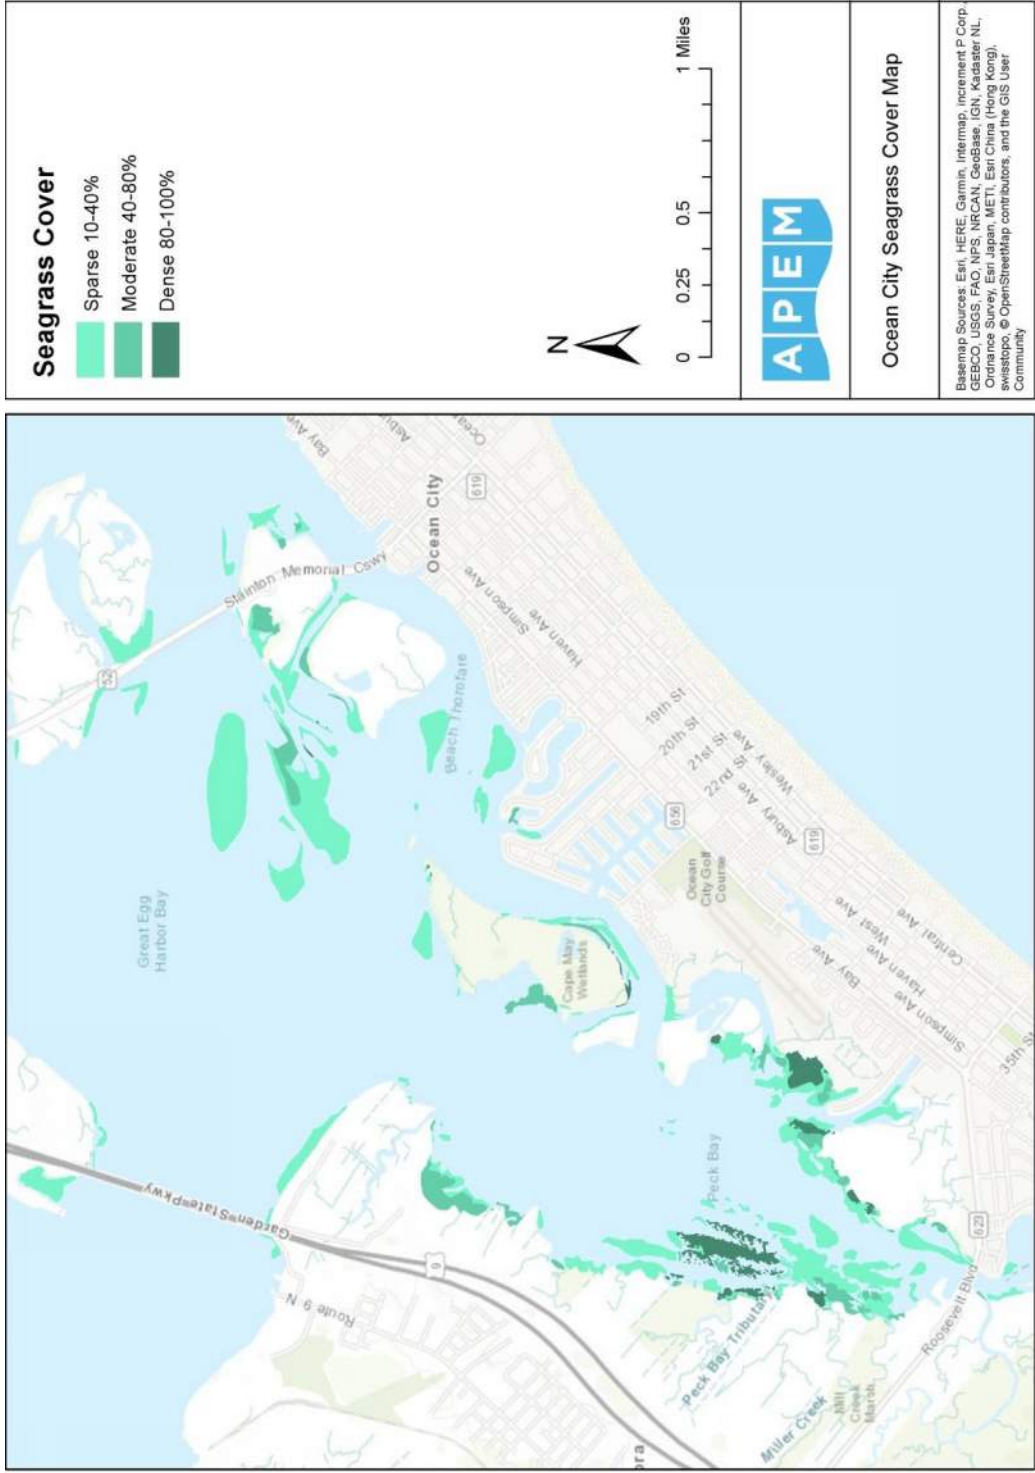 Seagrass Cover
Sparse 10-40%
Moderate 40-80%
Dense 80-100%
N
0 0.25 0.5 1 Miles
APEM
Ocean City Seagrass Cover Map
Basemap Sources: Esri, HERE, Garmin, Intermap, increment P Corp.,
GEBCO, USGS, FAO, NPS, NRCAN, GeoBase, IGN, Kadaster NL,
Ordnance Survey, Esri Japan, METI, Esri China (Hong Kong),
swisstopo, © OpenStreetMap contributors, and the GIS User
Community
Great Egg
Harbor Bay
52
Stainton Memorial Cswy
Bay Ave
Asbu
Ocean
Ocean City
619
Simpson Ave
Haven Ave
Beach Thorofare
19th St
20th St
21st St
22nd St
Wesley Ave
Asbury Ave
656
619
Ocean
City Golf
Course
Cape May
Wetlands
Central Ave
West Ave
Haven Ave
Bay Ave
Simpson Ave
35th St
Garden State Pkwy
9
Route 9 N
Peck Bay
Peck Bay Tributar
623
Roosevelt Blvd
Mill
Creek
Marsh
Miller Creek
ora